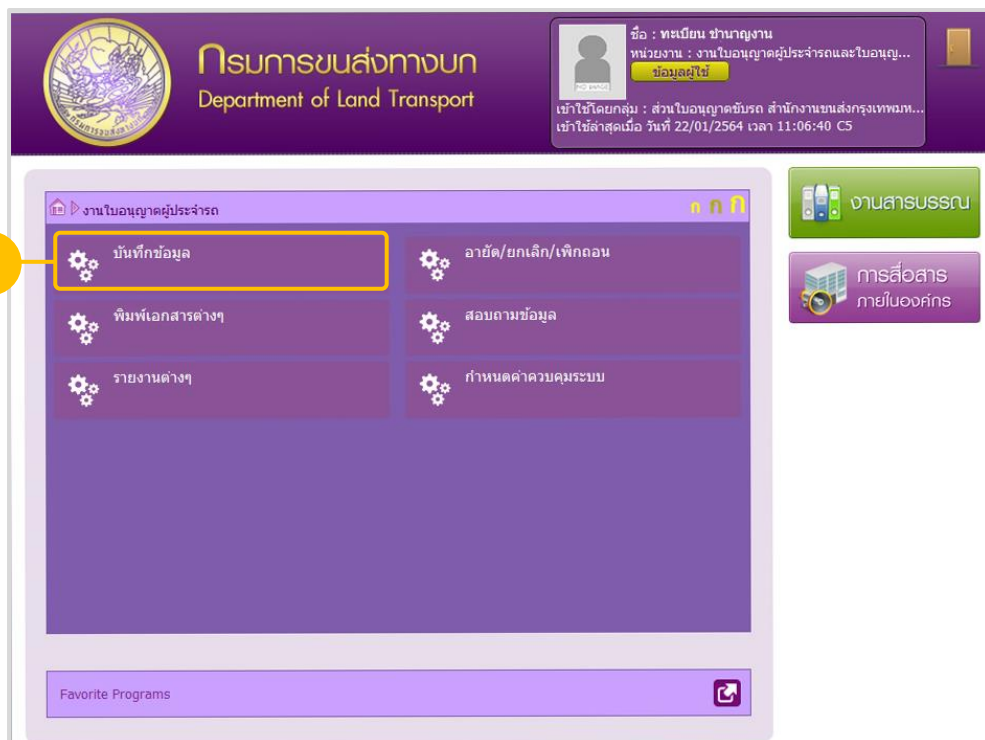 กรมการขนส่งทางบก
Department of Land Transport
ชื่อ : ทะเบียน ชำนาญงาน
หน่วยงาน : งานใบอนุญาตผู้ประจำรถและใบอนุญ...
ข้อมูลผู้ใช้
เข้าใช้โดยกลุ่ม : ส่วนใบอนุญาตขับรถ สำนักงานขนส่งกรุงเทพมห...
เข้าใช้ล่าสุดเมื่อ วันที่ 22/01/2564 เวลา 11:06:40 C5
NO IMAGE
งานใบอนุญาตผู้ประจำรถ
ก ก ก
บันทึกข้อมูล
อายัด/ยกเลิก/เพิกถอน
พิมพ์เอกสารต่างๆ
สอบถามข้อมูล
รายงานต่างๆ
กำหนดค่าควบคุมระบบ
งานสารบรรณ
การสื่อสาร
ภายในองค์กร
Favorite Programs